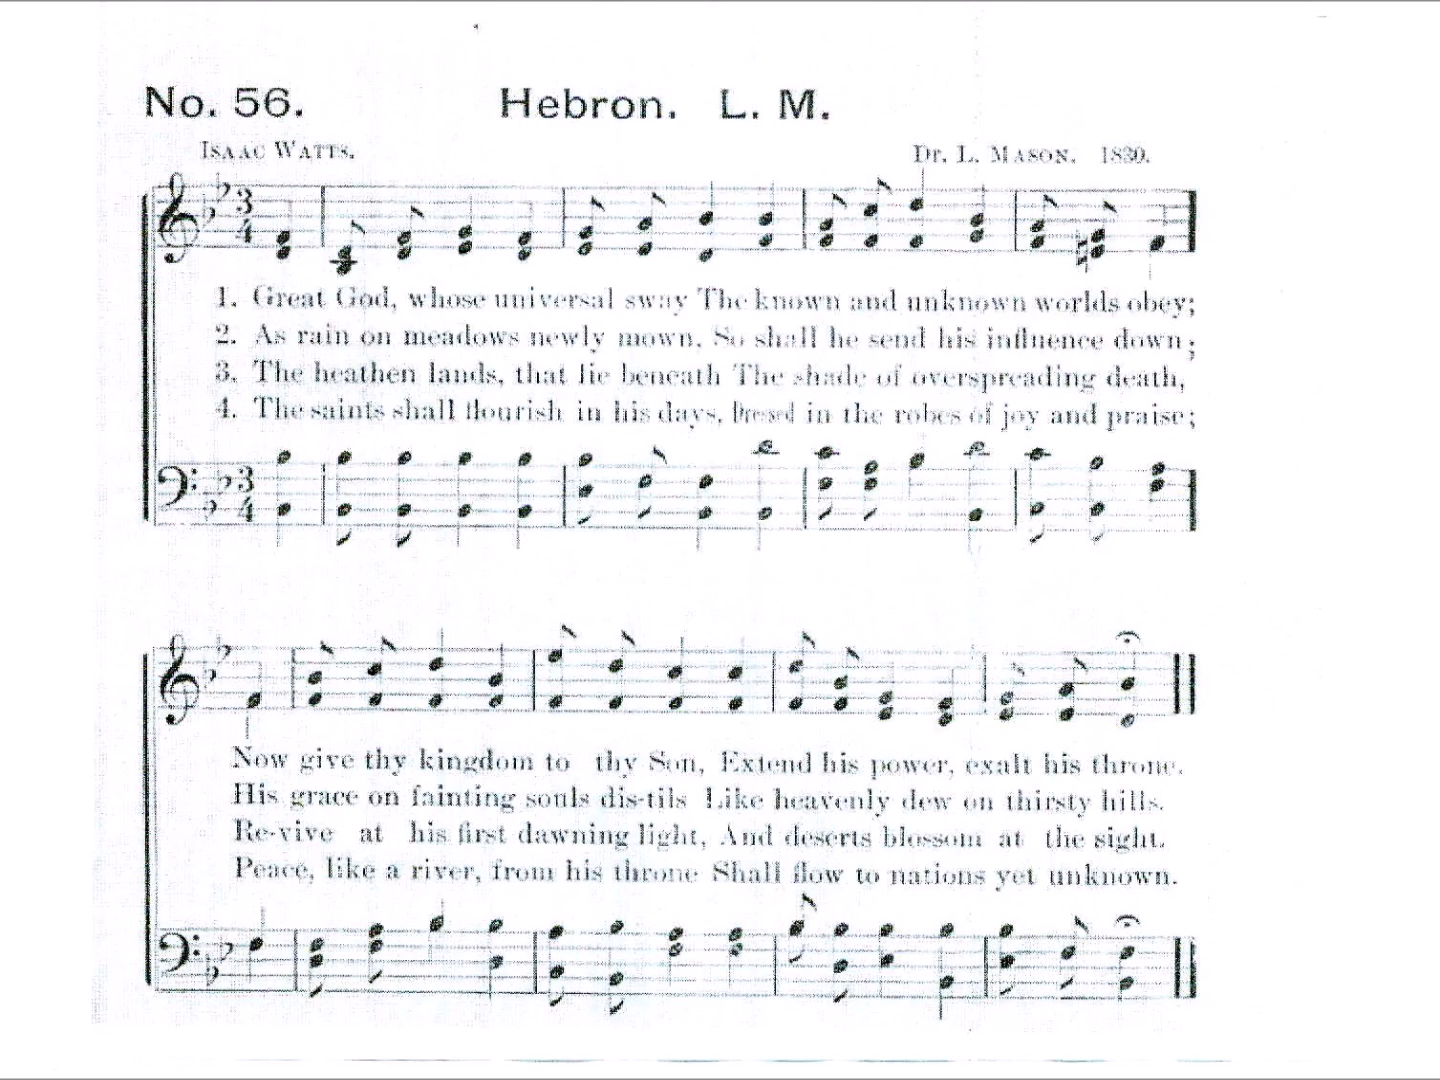 No. 56. Hebron. L. M.
ISAAC WATTS. Dr. L. MASON. 1830.
3
4
1. Great God, whose universal sway The known and unknown worlds obey;
2. As rain on meadows newly mown, So shall he send his influence down;
3. The heathen lands, that lie beneath The shade of overspreading death,
4. The saints shall flourish in his days, Dressed in the robes of joy and praise;
3
4
Now give thy kingdom to thy Son, Extend his power, exalt his throne.
His grace on fainting souls dis-tils Like heavenly dew on thirsty hills.
Re-vive at his first dawning light, And deserts blossom at the sight.
Peace, like a river, from his throne Shall flow to nations yet unknown.